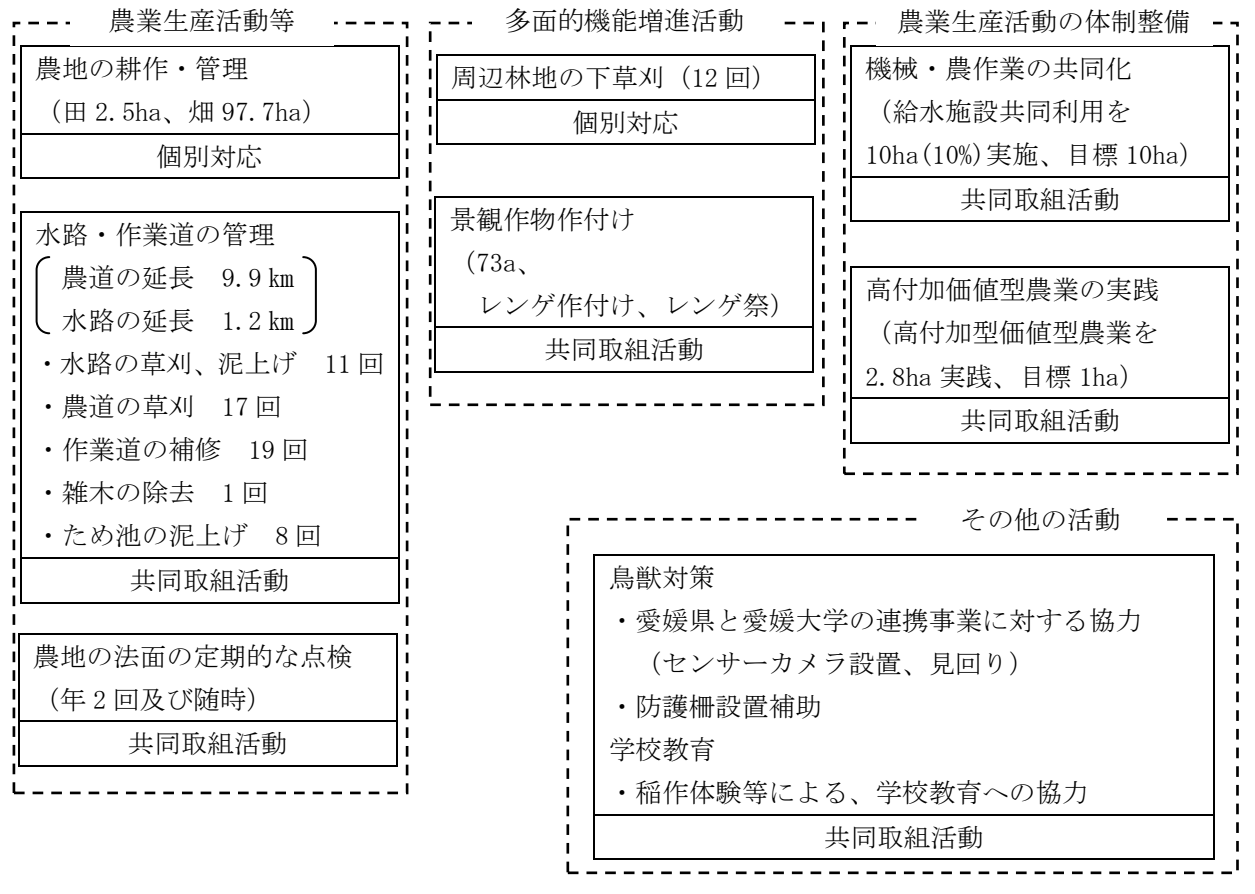 農業生産活動等
農地の耕作・管理
（田 2.5ha、畑 97.7ha）
個別対応
水路・作業道の管理
農道の延長　9.9 ㎞
水路の延長　1.2 ㎞
・水路の草刈、泥上げ　11 回
・農道の草刈　17 回
・作業道の補修　19 回
・雑木の除去　1 回
・ため池の泥上げ　8 回
共同取組活動
農地の法面の定期的な点検
（年 2 回及び随時）
共同取組活動
多面的機能増進活動
周辺林地の下草刈（12 回）
個別対応
景観作物作付け
（73a、
レンゲ作付け、レンゲ祭）
共同取組活動
農業生産活動の体制整備
機械・農作業の共同化
（給水施設共同利用を
10ha(10%)実施、目標 10ha）
共同取組活動
高付加価値型農業の実践
（高付加型価値型農業を
2.8ha 実践、目標 1ha）
共同取組活動
その他の活動
鳥獣対策
・愛媛県と愛媛大学の連携事業に対する協力
（センサーカメラ設置、見回り）
・防護柵設置補助
学校教育
・稲作体験等による、学校教育への協力
共同取組活動